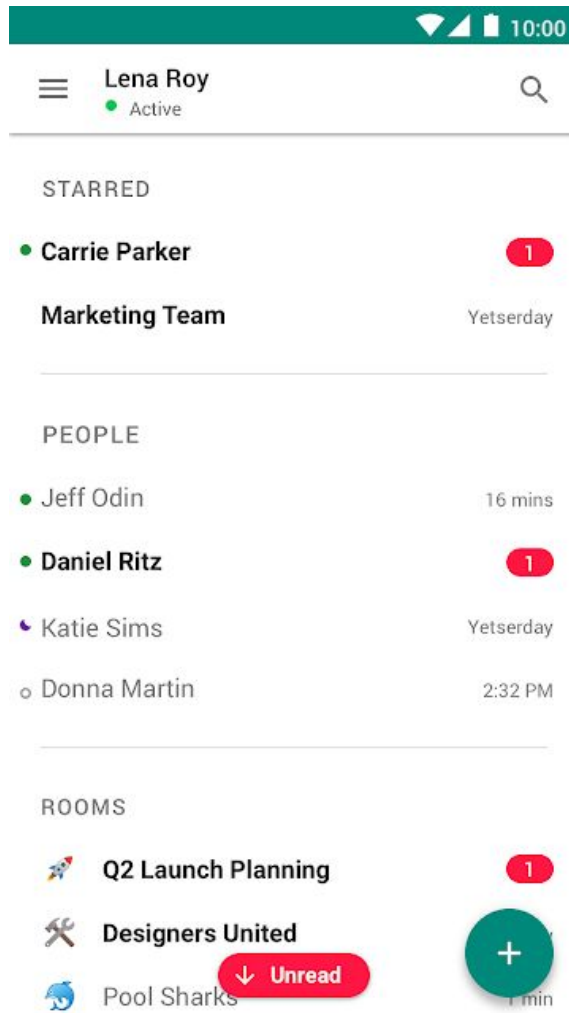 10:00
Lena Roy
Active
STARRED
Carrie Parker 1
Marketing Team Yetserday
PEOPLE
Jeff Odin 16 mins
Daniel Ritz 1
Katie Sims Yetserday
Donna Martin 2:32 PM
ROOMS
Q2 Launch Planning 1
Designers United
Unread
Pool Sharks min